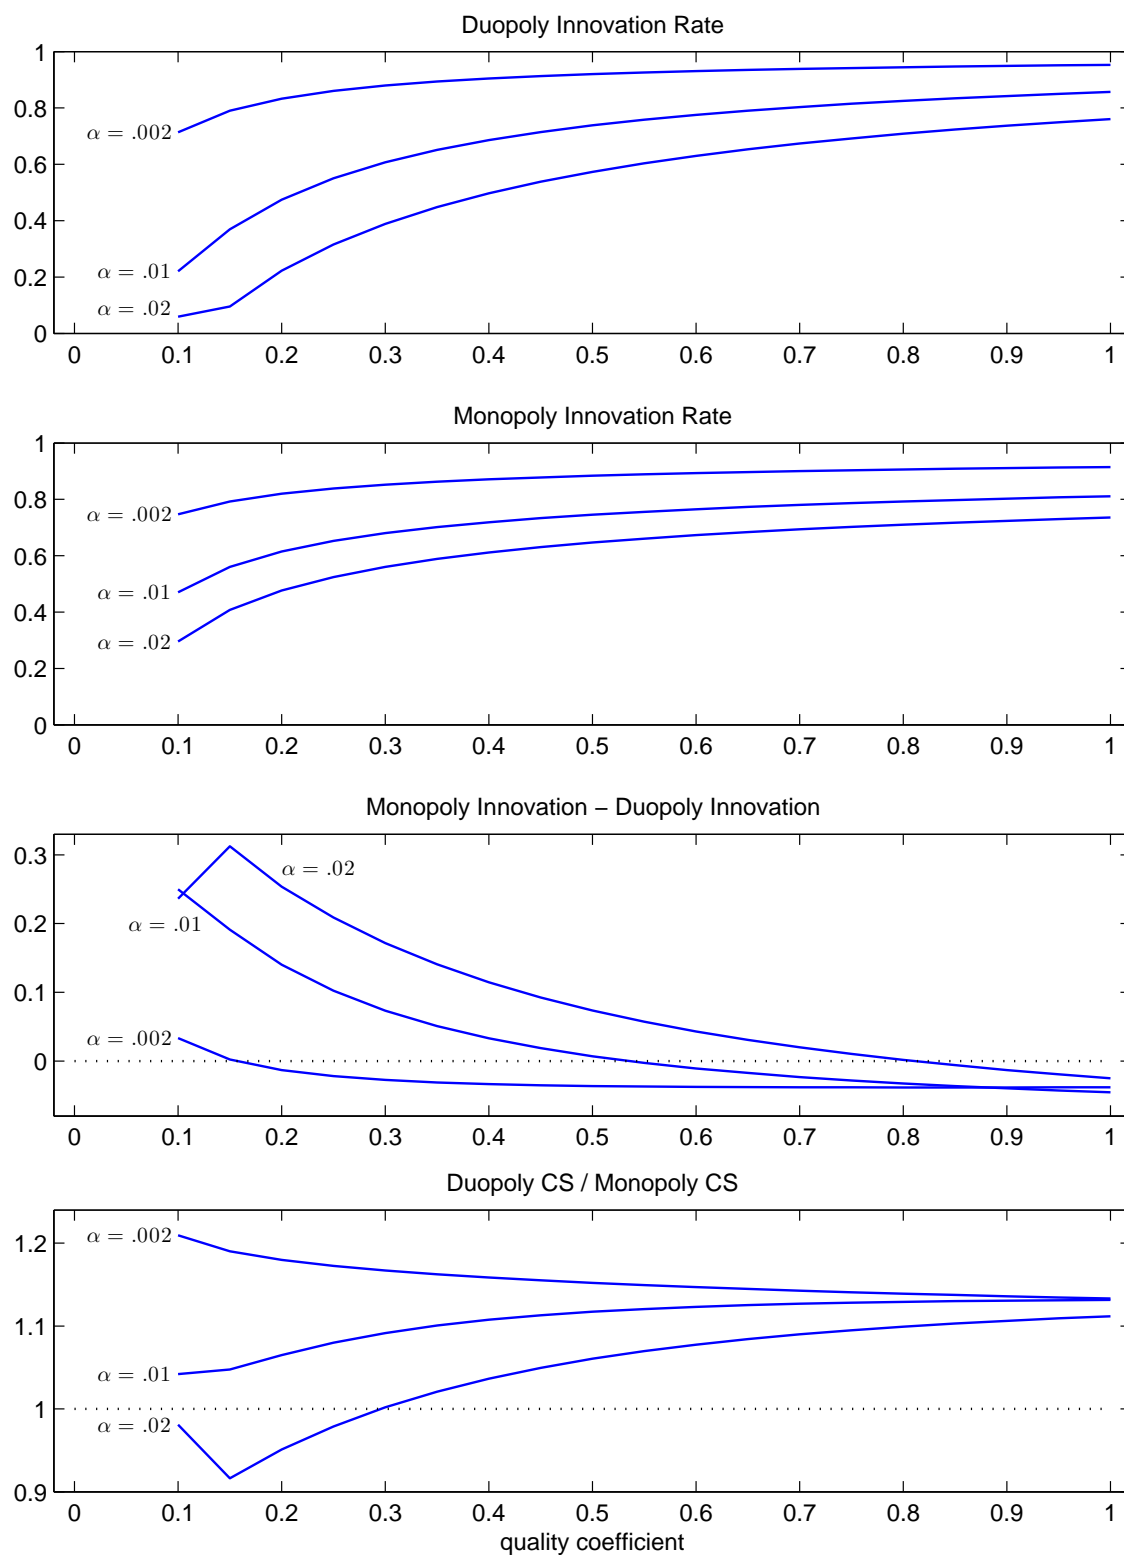 Duopoly Innovation Rate
1
0.8
α = .002
0.6
0.4
α = .01
0.2
α = .02
0
0 0.1 0.2 0.3 0.4 0.5 0.6 0.7 0.8 0.9 1
Monopoly Innovation Rate
1
0.8
α = .002
0.6
α = .01
0.4
α = .02
0.2
0
0 0.1 0.2 0.3 0.4 0.5 0.6 0.7 0.8 0.9 1
Monopoly Innovation − Duopoly Innovation
0.3
α = .02
0.2
α = .01
0.1
α = .002
0
0 0.1 0.2 0.3 0.4 0.5 0.6 0.7 0.8 0.9 1
Duopoly CS / Monopoly CS
α = .002
1.2
1.1
α = .01
1
α = .02
0.9
0 0.1 0.2 0.3 0.4 0.5 0.6 0.7 0.8 0.9 1
quality coefficient